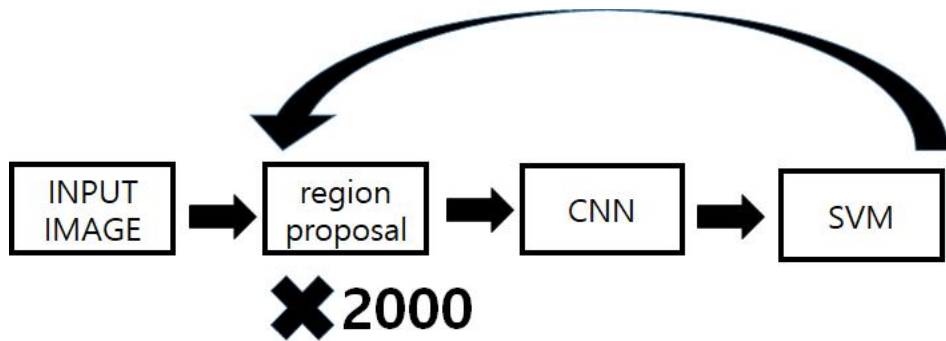 INPUT
IMAGE
region
proposal
CNN
SVM
✖2000